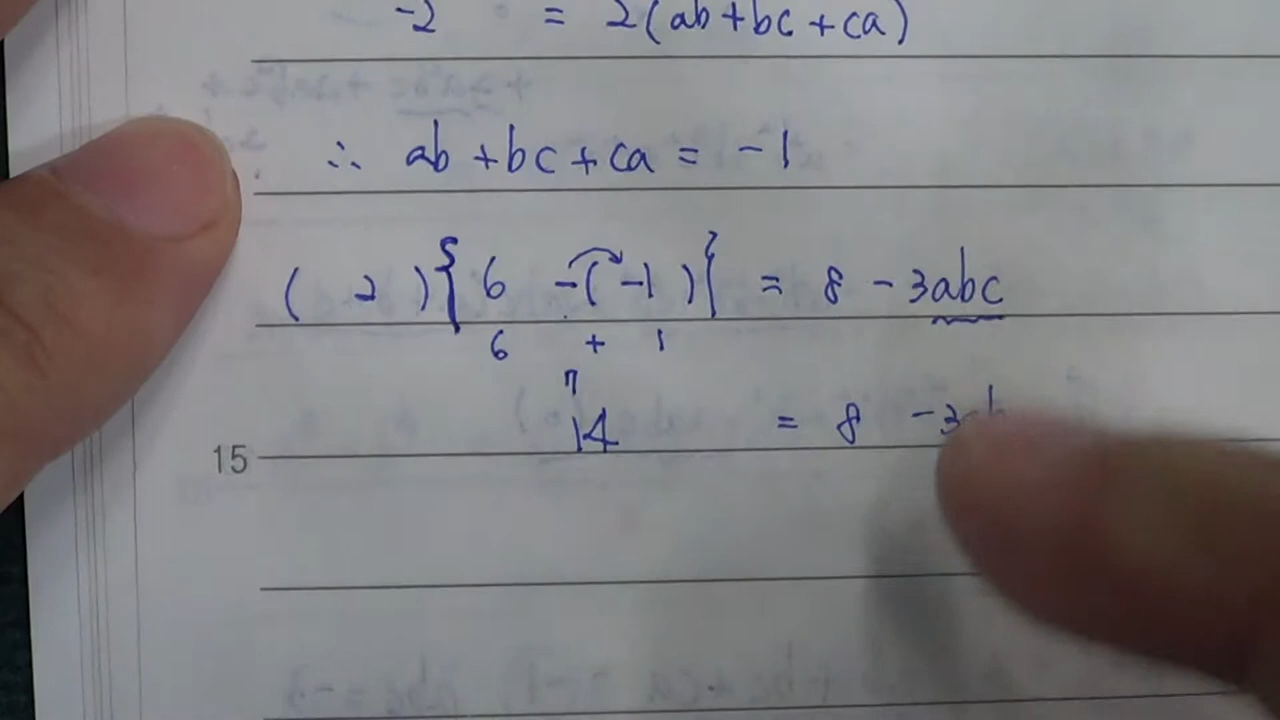 -2 = 2(ab+bc+ca)
∴ ab+bc+ca = -1
( 2 ){6 -(-1)} = 8 - 3abc
6 + 1
7
14 = 8 -3
15